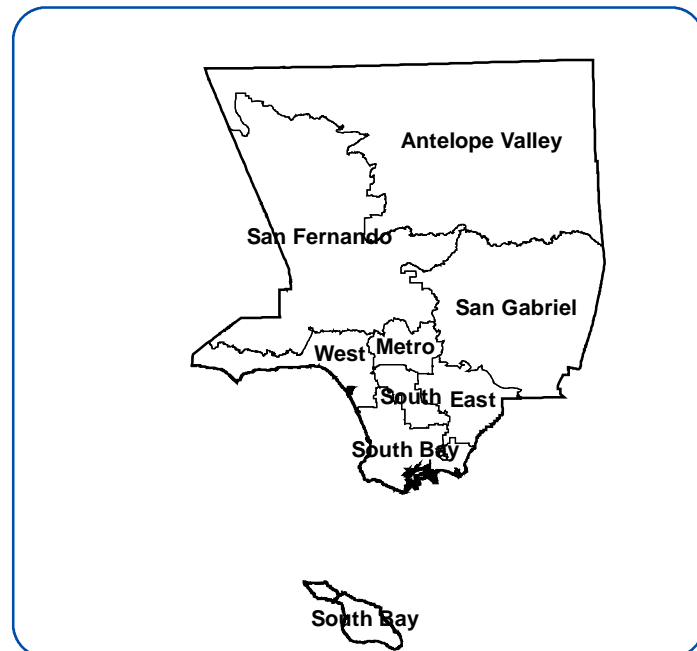 Antelope Valley
San Fernando
San Gabriel
West
Metro
South
East
South Bay
South Bay